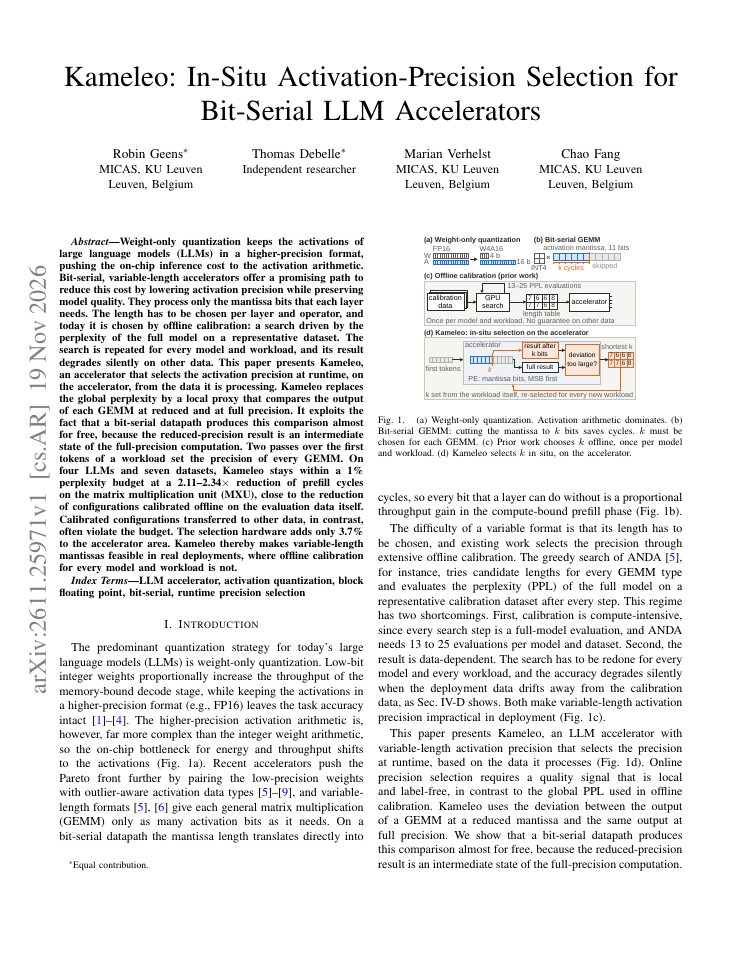 Kameleo: In-Situ Activation-Precision Selection for
Bit-Serial LLM Accelerators
Robin Geens*
MICAS, KU Leuven
Leuven, Belgium
Thomas Debelle*
Independent researcher
Marian Verhelst
MICAS, KU Leuven
Leuven, Belgium
Chao Fang
MICAS, KU Leuven
Leuven, Belgium
arXiv:2611.25971v1 [cs.AR] 19 Nov 2026
Abstract—Weight-only quantization keeps the activations of
large language models (LLMs) in a higher-precision format,
pushing the on-chip inference cost to the activation arithmetic.
Bit-serial, variable-length accelerators offer a promising path to
reduce this cost by lowering activation precision while preserving
model quality. They process only the mantissa bits that each layer
needs. The length has to be chosen per layer and operator, and
today it is chosen by offline calibration: a search driven by the
perplexity of the full model on a representative dataset. The
search is repeated for every model and workload, and its result
degrades silently on other data. This paper presents Kameleo,
an accelerator that selects the activation precision at runtime, on
the accelerator, from the data it is processing. Kameleo replaces
the global perplexity by a local proxy that compares the output
of each GEMM at reduced and at full precision. It exploits the
fact that a bit-serial datapath produces this comparison almost
for free, because the reduced-precision result is an intermediate
state of the full-precision computation. Two passes over the first
tokens of a workload set the precision of every GEMM. On
four LLMs and seven datasets, Kameleo stays within a 1%
perplexity budget at a 2.11–2.34× reduction of prefill cycles
on the matrix multiplication unit (MXU), close to the reduction
of configurations calibrated offline on the evaluation data itself.
Calibrated configurations transferred to other data, in contrast,
often violate the budget. The selection hardware adds only 3.7%
to the accelerator area. Kameleo thereby makes variable-length
mantissas feasible in real deployments, where offline calibration
for every model and workload is not.
Index Terms—LLM accelerator, activation quantization, block
floating point, bit-serial, runtime precision selection
I. INTRODUCTION
The predominant quantization strategy for today's large
language models (LLMs) is weight-only quantization. Low-bit
integer weights proportionally increase the throughput of the
memory-bound decode stage, while keeping the activations in
a higher-precision format (e.g., FP16) leaves the task accuracy
intact [1]–[4]. The higher-precision activation arithmetic is,
however, far more complex than the integer weight arithmetic,
so the on-chip bottleneck for energy and throughput shifts
to the activations (Fig. 1a). Recent accelerators push the
Pareto front further by pairing the low-precision weights
with outlier-aware activation data types [5]–[9], and variable-
length formats [5], [6] give each general matrix multiplication
(GEMM) only as many activation bits as it needs. On a
bit-serial datapath the mantissa length translates directly into
*Equal contribution.
(a) Weight-only quantization
FP16
W4A16
W
A
4 b
16 b
(b) Bit-serial GEMM
activation mantissa, 11 bits
×
INT4
k cycles
skipped
(c) Offline calibration (prior work)
13–25 PPL evaluations
calibration
data
GPU
search
7 6 6 8
7 7 6 8
length table
accelerator
Once per model and workload. No guarantee on other data
(d) Kameleo: in-situ selection on the accelerator
accelerator
first tokens
k
result after
k bits
full result
deviation
too large?
shortest k
7 6 6 8
7 7 6 8
PE: mantissa bits, MSB first
k set from the workload itself, re-selected for every new workload
Fig. 1. (a) Weight-only quantization. Activation arithmetic dominates. (b)
Bit-serial GEMM: cutting the mantissa to k bits saves cycles. k must be
chosen for each GEMM. (c) Prior work chooses k offline, once per model
and workload. (d) Kameleo selects k in situ, on the accelerator.
cycles, so every bit that a layer can do without is a proportional
throughput gain in the compute-bound prefill phase (Fig. 1b).
The difficulty of a variable format is that its length has to
be chosen, and existing work selects the precision through
extensive offline calibration. The greedy search of ANDA [5],
for instance, tries candidate lengths for every GEMM type
and evaluates the perplexity (PPL) of the full model on a
representative calibration dataset after every step. This regime
has two shortcomings. First, calibration is compute-intensive,
since every search step is a full-model evaluation, and ANDA
needs 13 to 25 evaluations per model and dataset. Second, the
result is data-dependent. The search has to be redone for every
model and every workload, and the accuracy degrades silently
when the deployment data drifts away from the calibration
data, as Sec. IV-D shows. Both make variable-length activation
precision impractical in deployment (Fig. 1c).
This paper presents Kameleo, an LLM accelerator with
variable-length activation precision that selects the precision
at runtime, based on the data it processes (Fig. 1d). Online
precision selection requires a quality signal that is local
and label-free, in contrast to the global PPL used in offline
calibration. Kameleo uses the deviation between the output
of a GEMM at a reduced mantissa and the same output at
full precision. We show that a bit-serial datapath produces
this comparison almost for free, because the reduced-precision
result is an intermediate state of the full-precision computation.